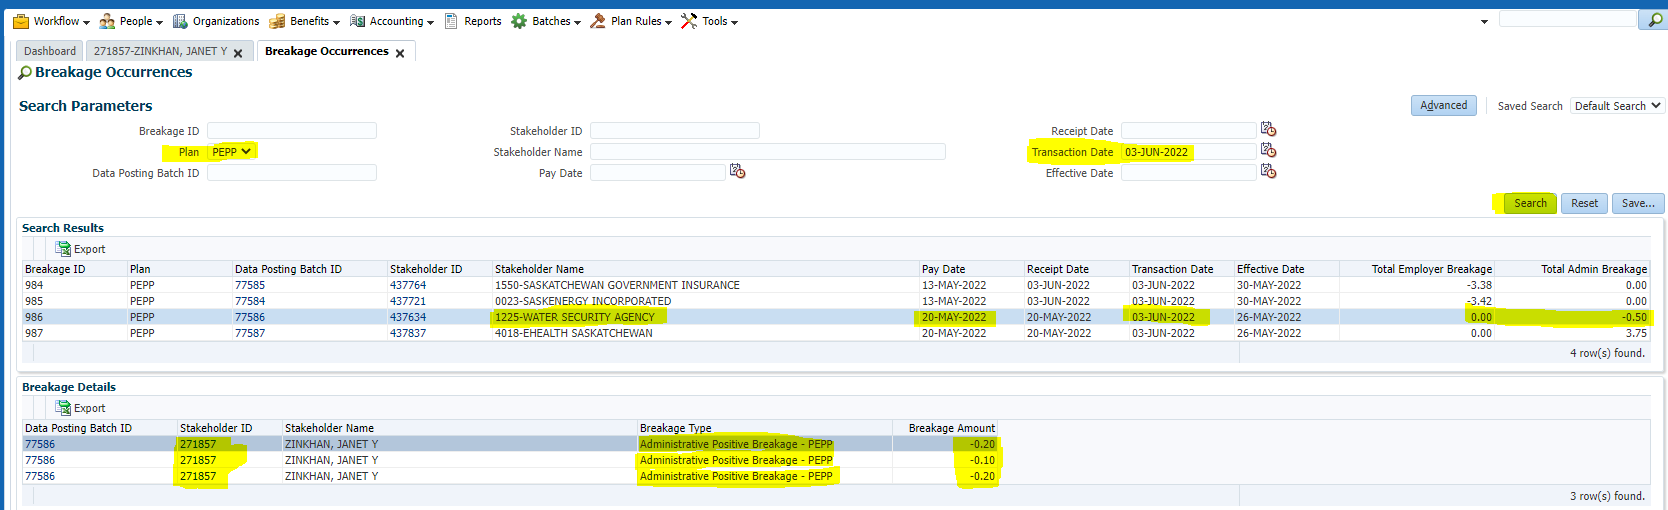 Workflow People Organizations Benefits Accounting Reports Batches Plan Rules Tools
Dashboard 271857-ZINKHAN, JANET Y Breakage Occurrences
Breakage Occurrences
Search Parameters Advanced Saved Search Default Search
Breakage ID Stakeholder ID Receipt Date
Plan PEPP Stakeholder Name Transaction Date 03-JUN-2022
Data Posting Batch ID Pay Date Effective Date
Search Reset Save...
Search Results
Export
Breakage ID Plan Data Posting Batch ID Stakeholder ID Stakeholder Name Pay Date Receipt Date Transaction Date Effective Date Total Employer Breakage Total Admin Breakage
984 PEPP 77585 437764 1550-SASKATCHEWAN GOVERNMENT INSURANCE 13-MAY-2022 03-JUN-2022 03-JUN-2022 30-MAY-2022 -3.38 0.00
985 PEPP 77584 437721 0023-SASKENERGY INCORPORATED 13-MAY-2022 03-JUN-2022 03-JUN-2022 30-MAY-2022 -3.42 0.00
986 PEPP 77586 437634 1225-WATER SECURITY AGENCY 20-MAY-2022 20-MAY-2022 03-JUN-2022 26-MAY-2022 0.00 -0.50
987 PEPP 77587 437837 4018-EHEALTH SASKATCHEWAN 20-MAY-2022 20-MAY-2022 03-JUN-2022 26-MAY-2022 0.00 3.75
4 row(s) found.
Breakage Details
Export
Data Posting Batch ID Stakeholder ID Stakeholder Name Breakage Type Breakage Amount
77586 271857 ZINKHAN, JANET Y Administrative Positive Breakage - PEPP -0.20
77586 271857 ZINKHAN, JANET Y Administrative Positive Breakage - PEPP -0.10
77586 271857 ZINKHAN, JANET Y Administrative Positive Breakage - PEPP -0.20
3 row(s) found.